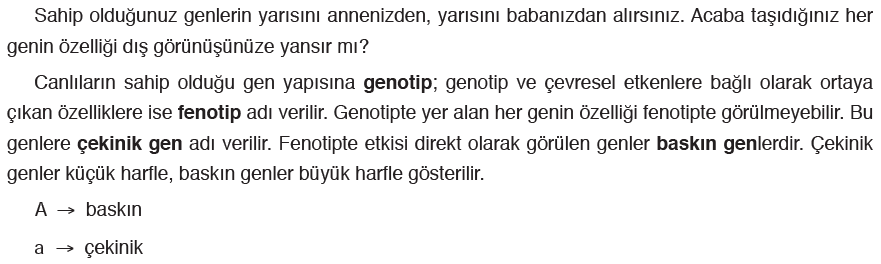 Sahip olduğunuz genlerin yarısını annenizden, yarısını babanızdan alırsınız. Acaba taşıdığınız her
genin özelliği dış görünüşünüze yansır mı?
Canlıların sahip olduğu gen yapısına genotip; genotip ve çevresel etkenlere bağlı olarak ortaya
çıkan özelliklere ise fenotip adı verilir. Genotipte yer alan her genin özelliği fenotipte görülmeyebilir. Bu
genlere çekinik gen adı verilir. Fenotipte etkisi direkt olarak görülen genler baskın genlerdir. Çekinik
genler küçük harfle, baskın genler büyük harfle gösterilir.
A → baskın
a → çekinik